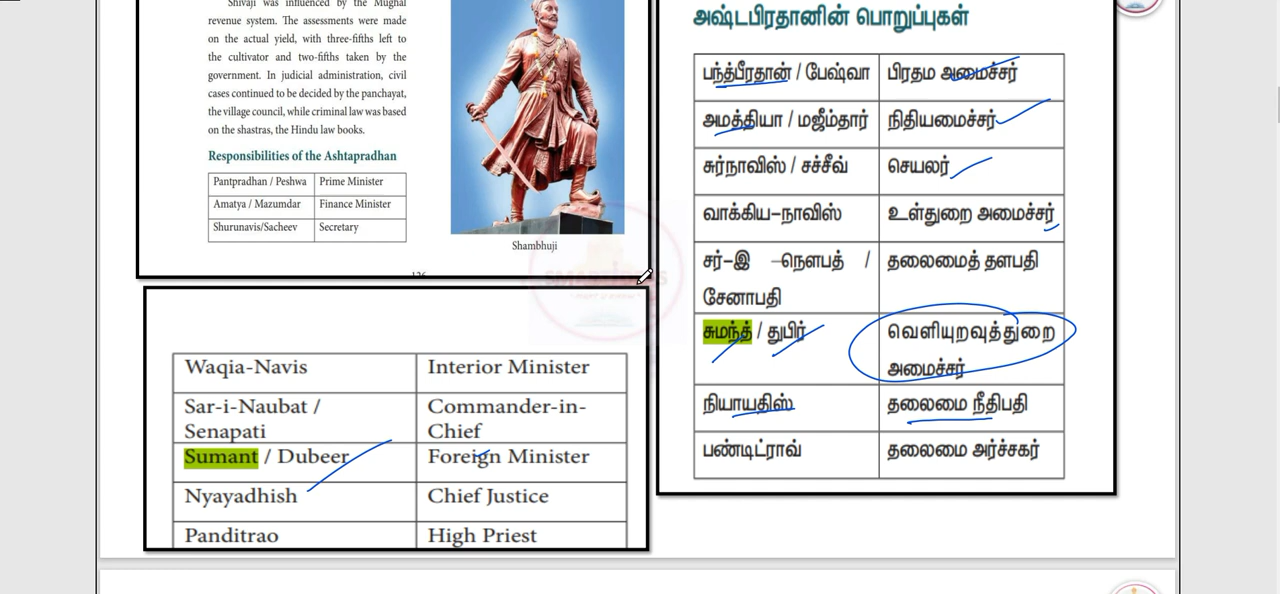 Shivaji was influenced by the Mughal
revenue system. The assessments were made
on the actual yield, with three-fifths left to
the cultivator and two-fifths taken by the
government. In judicial administration, civil
cases continued to be decided by the panchayat,
the village council, while criminal law was based
on the shastras, the Hindu law books.
Responsibilities of the Ashtapradhan
Pantpradhan / Peshwa Prime Minister
Amatya / Mazumdar Finance Minister
Shurunavis/Sacheev Secretary
Shambhuji
Waqia-Navis Interior Minister
Sar-i-Naubat / Commander-in-
Senapati Chief
Sumant / Dubeer Foreign Minister
Nyayadhish Chief Justice
Panditrao High Priest
அஷ்டபிரதானின் பொறுப்புகள்
பந்த்பிரதான் / பேஷ்வா பிரதம அமைச்சர்
அமத்தியா / மஜீம்தார் நிதியமைச்சர்
சுர்நாவிஸ் / சச்சீவ் செயலர்
வாக்கிய-நாவிஸ் உள்துறை அமைச்சர்
சர்-இ -நௌபத் / தலைமைத் தளபதி
சேனாபதி
சுமந்த் / துபிர் வெளியுறவுத்துறை
அமைச்சர்
நியாயதிஸ் தலைமை நீதிபதி
பண்டிட்ராவ் தலைமை அர்ச்சகர்